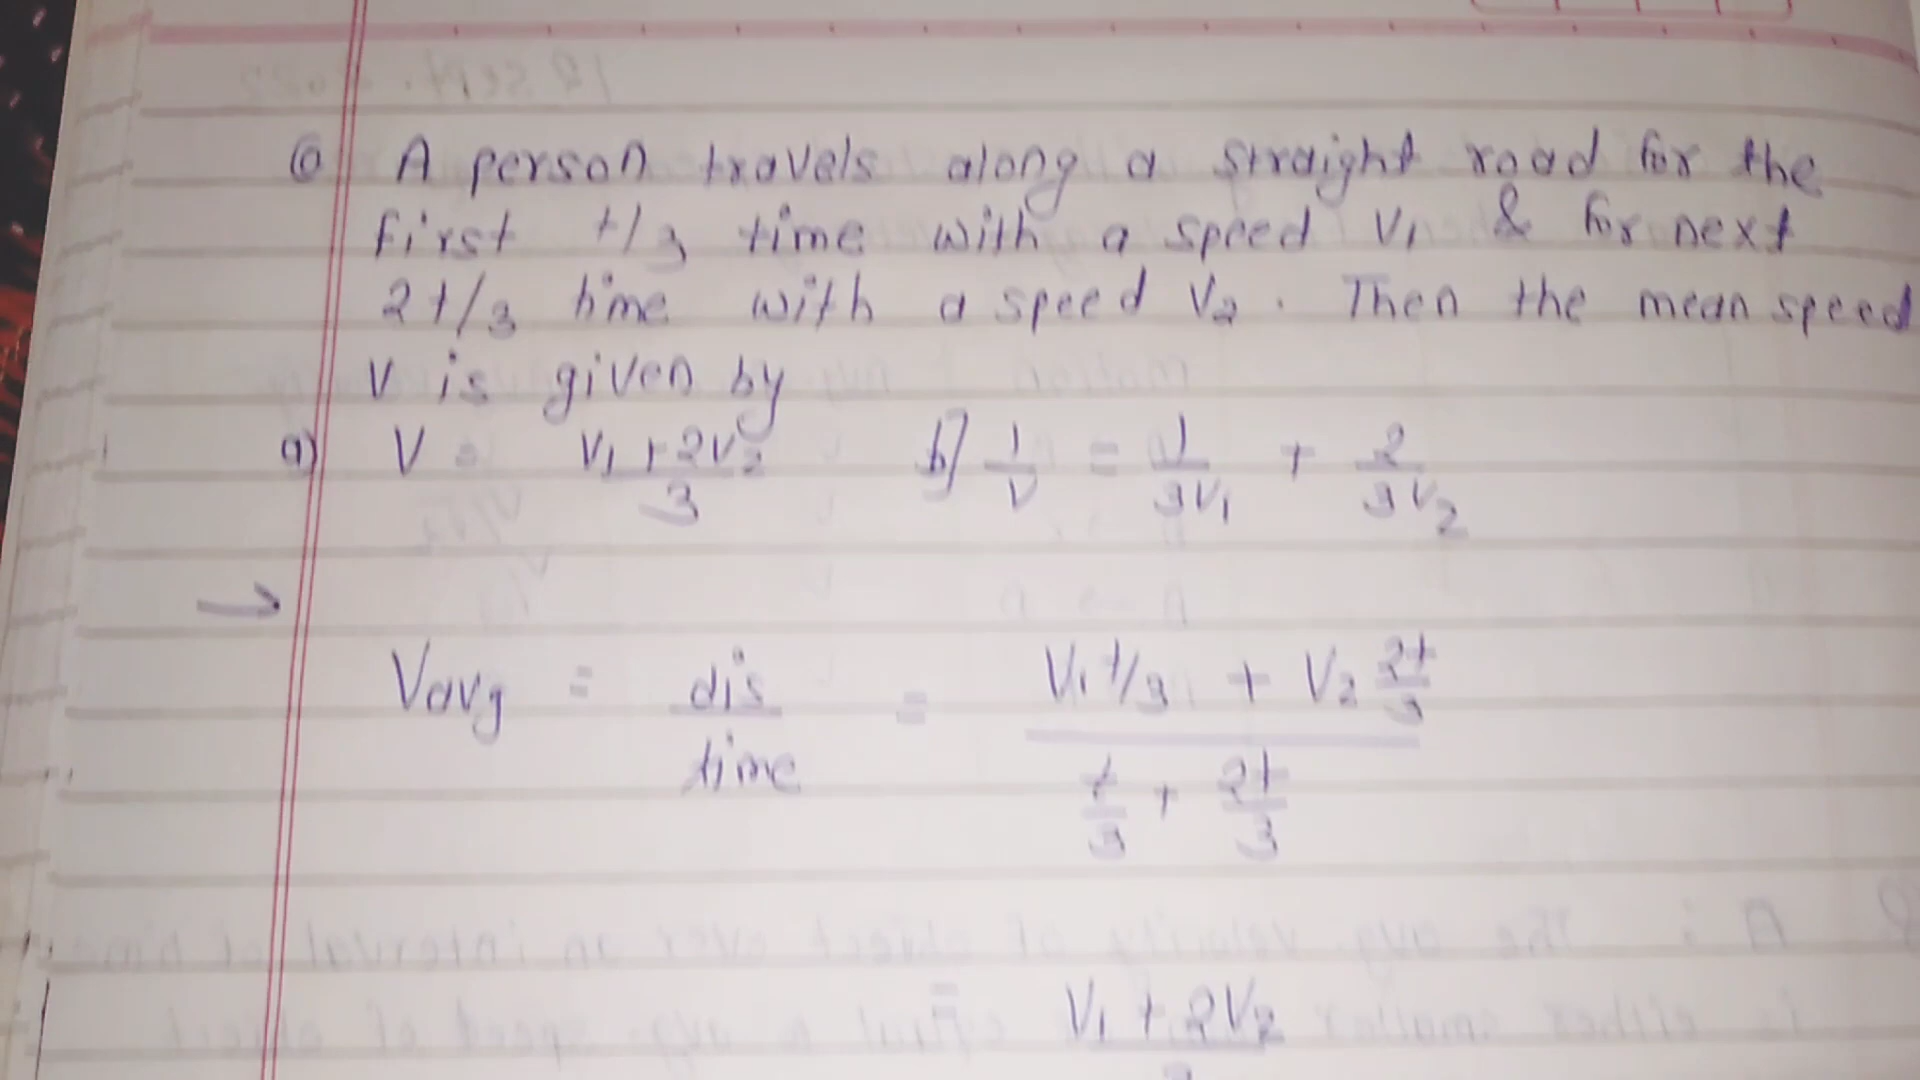 Q A person travels along a straight road for the
first t/3 time with a speed V₁ & for next
2t/3 time with a speed V₂. Then the mean speed
V is given by
a) V = V₁+2V₂/3 b] 1/V = 1/3V₁ + 2/3V₂
→
Vavg = dis/time = (V₁ t/3 + V₂ 2t/3)/(t/3 + 2t/3)
= V₁+2V₂